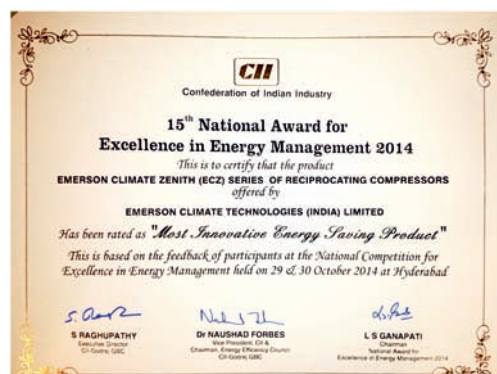 CII
Confederation of Indian Industry
15th National Award for
Excellence in Energy Management 2014
This is to certify that the product
EMERSON CLIMATE ZENITH (ECZ) SERIES OF RECIPROCATING COMPRESSORS
offered by
EMERSON CLIMATE TECHNOLOGIES (INDIA) LIMITED
Has been rated as "Most Innovative Energy Saving Product"
This is based on the feedback of participants at the National Competition for
Excellence in Energy Management held on 29 & 30 October 2014 at Hyderabad
S RAGHUPATHY Dr NAUSHAD FORBES L S GANAPATI
Executive Director Vice President, CII & Chairman
CII-Godrej GBC Chairman, Energy Efficiency Council National Award for
CII-Godrej GBC Excellence in Energy Management 2014